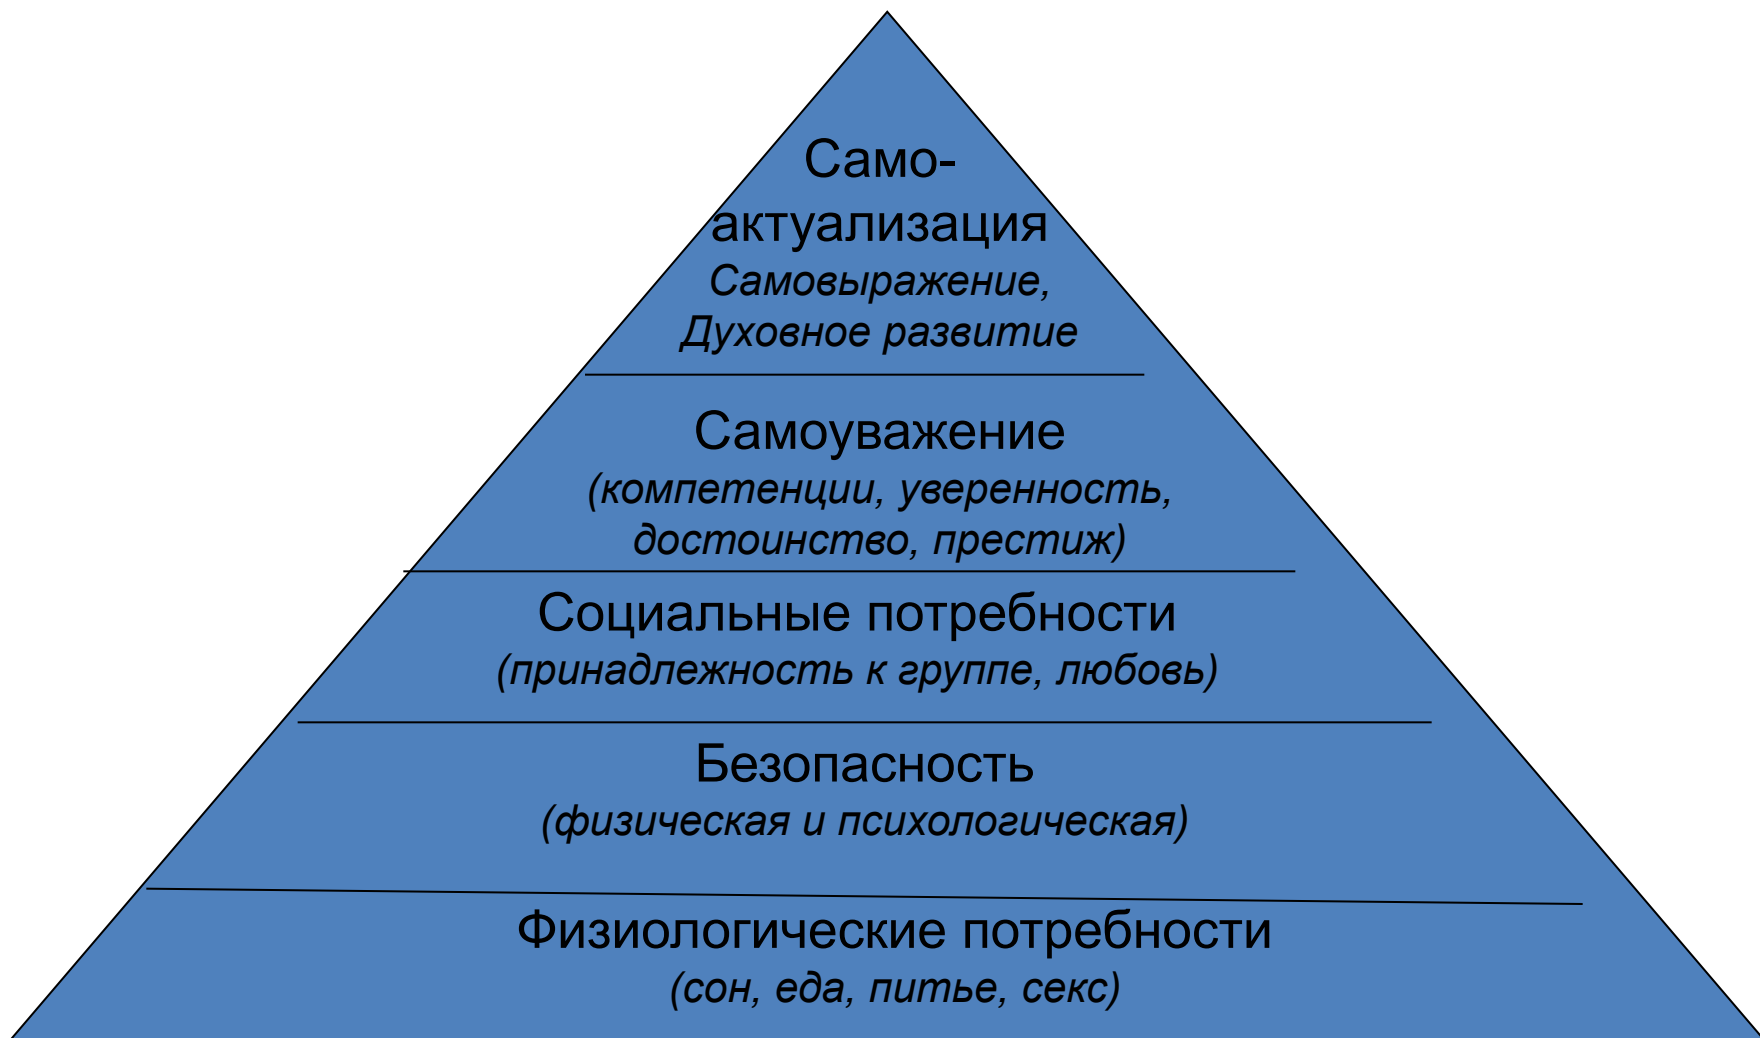 Само-
актуализация
Самовыражение,
Духовное развитие
Самоуважение
(компетенции, уверенность,
достоинство, престиж)
Социальные потребности
(принадлежность к группе, любовь)
Безопасность
(физическая и психологическая)
Физиологические потребности
(сон, еда, питье, секс)